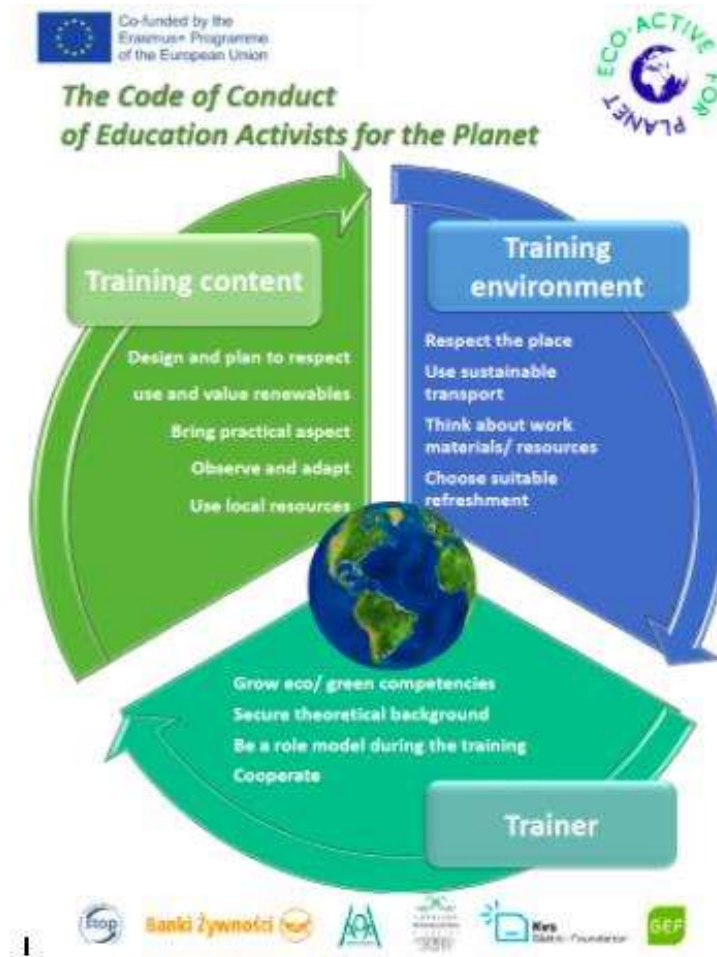 Co-funded by the
Erasmus+ Programme
of the European Union
ECO-ACTIVE FOR PLANET
The Code of Conduct
of Education Activists for the Planet
Training content
Design and plan to respect
use and value renewables
Bring practical aspect
Observe and adapt
Use local resources
Training
environment
Respect the place
Use sustainable
transport
Think about work
materials/ resources
Choose suitable
refreshment
Grow eco/ green competencies
Secure theoretical background
Be a role model during the training
Cooperate
Trainer
Stop
Banki Żywności
Kvs
Foundation
GEF
I